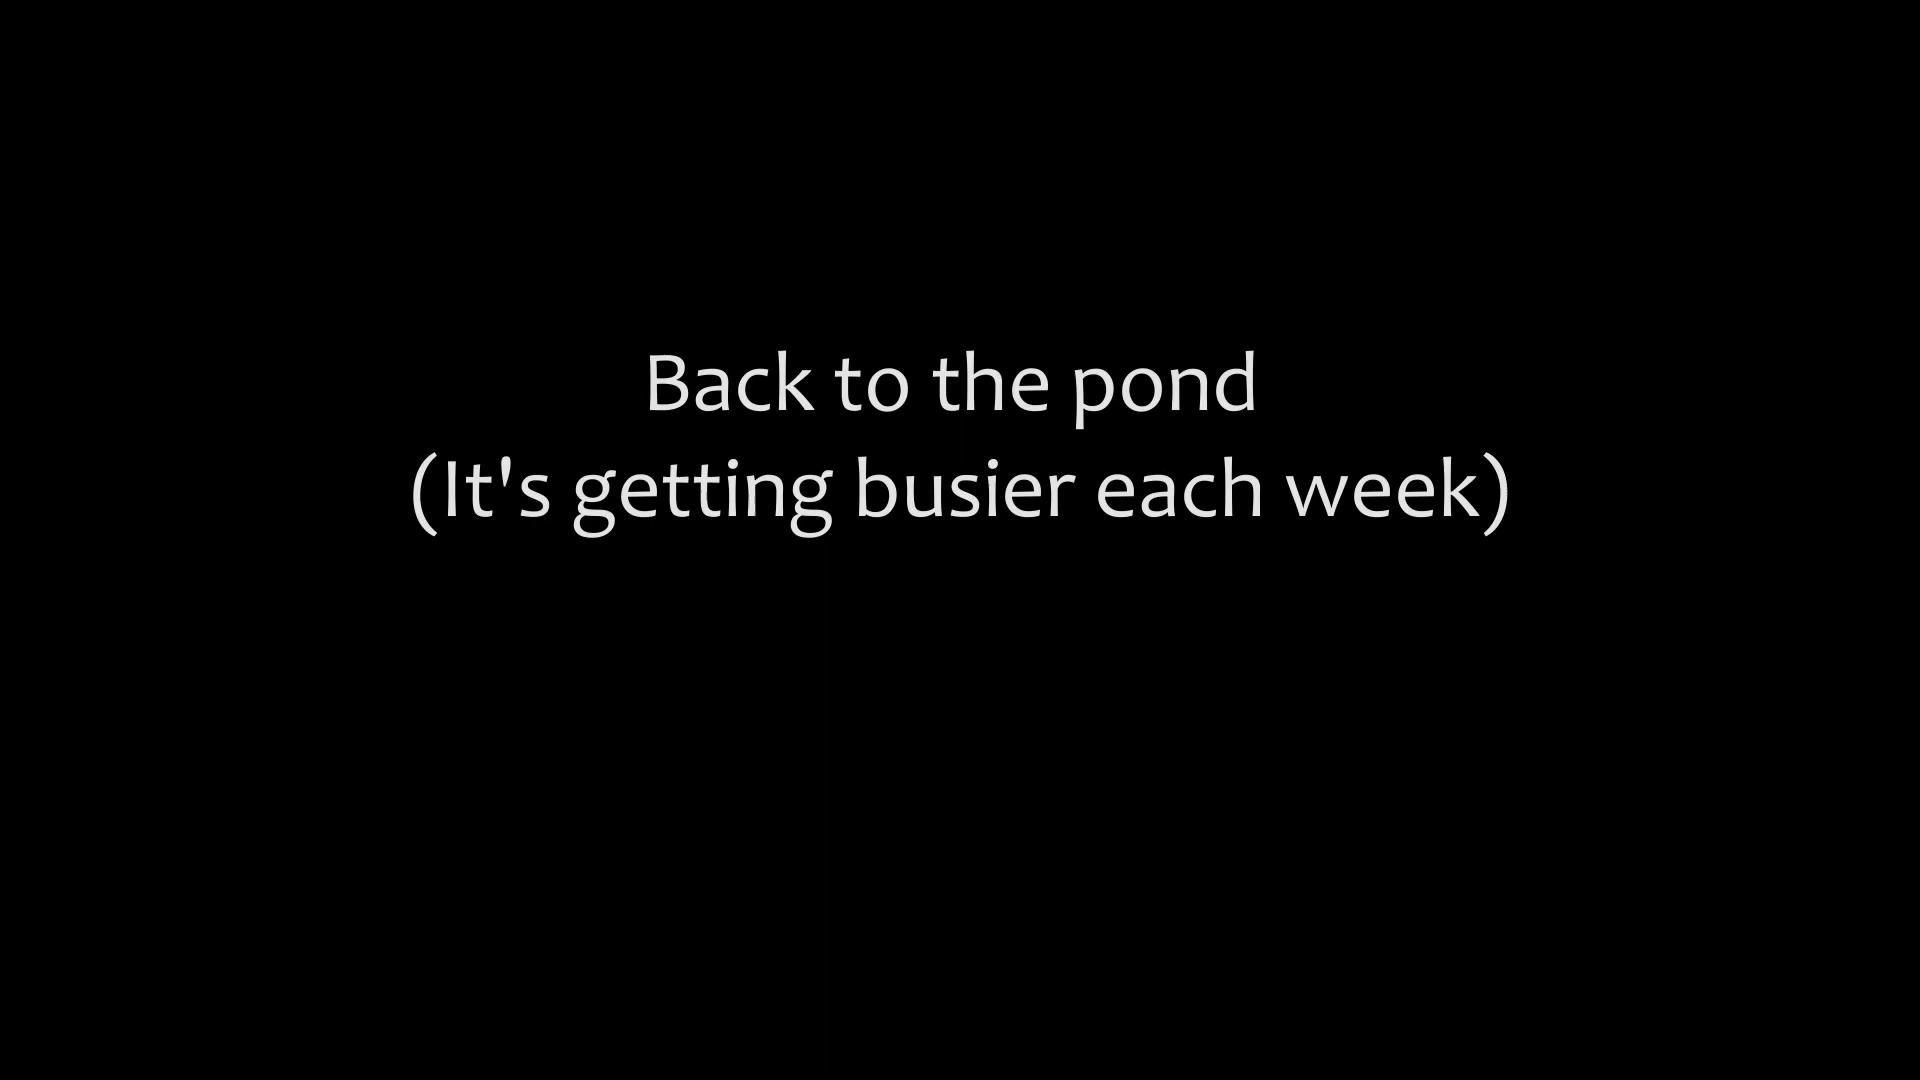 Back to the pond
(It's getting busier each week)